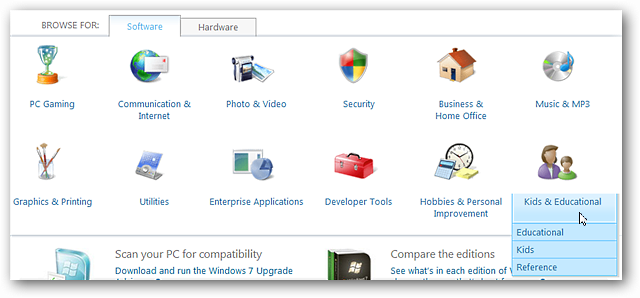 BROWSE FOR: Software Hardware
PC Gaming
Communication &
Internet
Photo & Video
Security
Business &
Home Office
Music & MP3
Graphics & Printing
Utilities
Enterprise Applications
Developer Tools
Hobbies & Personal
Improvement
Kids & Educational
Educational
Kids
Reference
Scan your PC for compatibility
Download and run the Windows 7 Upgrade
Compare the editions
See what's in each edition of